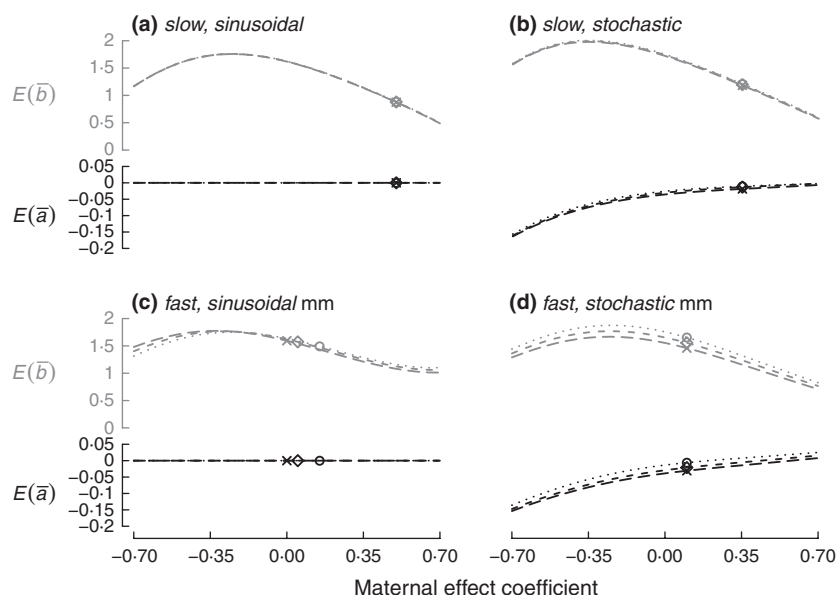 (a) slow, sinusoidal
(b) slow, stochastic
2
1·5
1
0·5
0
E(b̅)
0·05
0
−0·05
−0·1
−0·15
−0·2
E(a̅)
(c) fast, sinusoidal mm
(d) fast, stochastic mm
2
1·5
1
0·5
0
E(b̅)
0·05
0
−0·05
−0·1
−0·15
−0·2
E(a̅)
−0·70 −0·35 0·00 0·35 0·70
−0·70 −0·35 0·00 0·35 0·70
Maternal effect coefficient